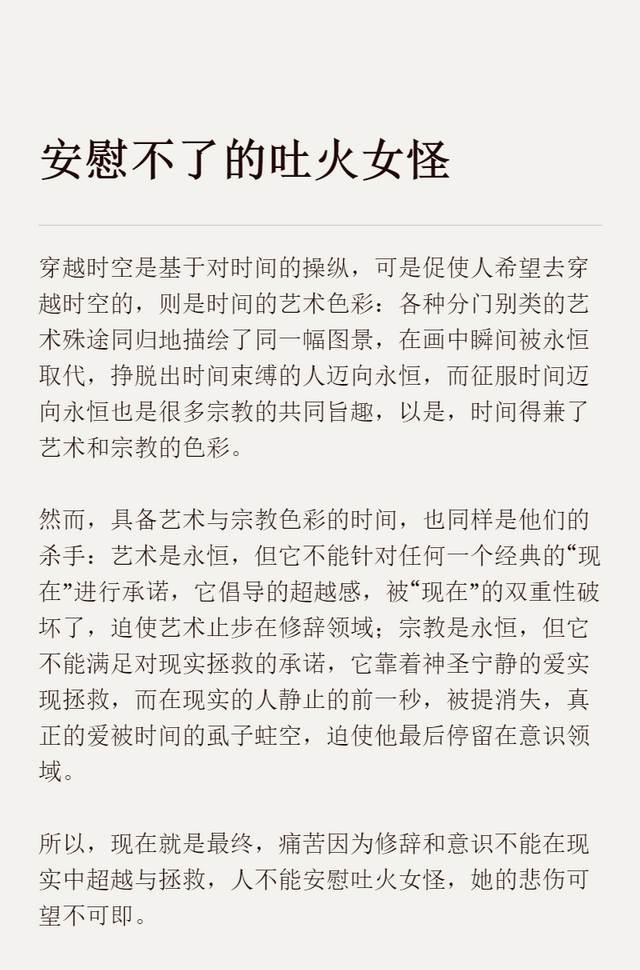 安慰不了的吐火女怪
穿越时空是基于对时间的操纵，可是促使人希望去穿
越时空的，则是时间的艺术色彩：各种分门别类的艺
术殊途同归地描绘了同一幅图景，在画中瞬间被永恒
取代，挣脱出时间束缚的人迈向永恒，而征服时间迈
向永恒也是很多宗教的共同旨趣，以是，时间得兼了
艺术和宗教的色彩。
然而，具备艺术与宗教色彩的时间，也同样是他们的
杀手：艺术是永恒，但它不能针对任何一个经典的“现
在”进行承诺，它倡导的超越感，被“现在”的双重性破
坏了，迫使艺术止步在修辞领域；宗教是永恒，但它
不能满足对现实拯救的承诺，它靠着神圣宁静的爱实
现拯救，而在现实的人静止的前一秒，被提消失，真
正的爱被时间的虱子蛀空，迫使他最后停留在意识领
域。
所以，现在就是最终，痛苦因为修辞和意识不能在现
实中超越与拯救，人不能安慰吐火女怪，她的悲伤可
望不可即。